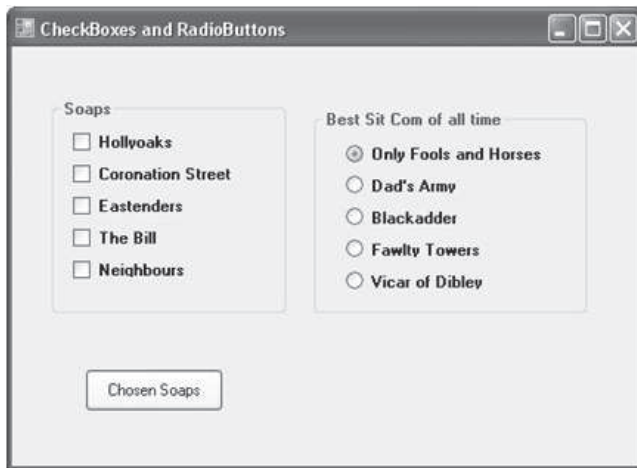 CheckBoxes and RadioButtons
Soaps
Hollyoaks
Coronation Street
Eastenders
The Bill
Neighbours
Best Sit Com of all time
Only Fools and Horses
Dad's Army
Blackadder
Fawlty Towers
Vicar of Dibley
Chosen Soaps